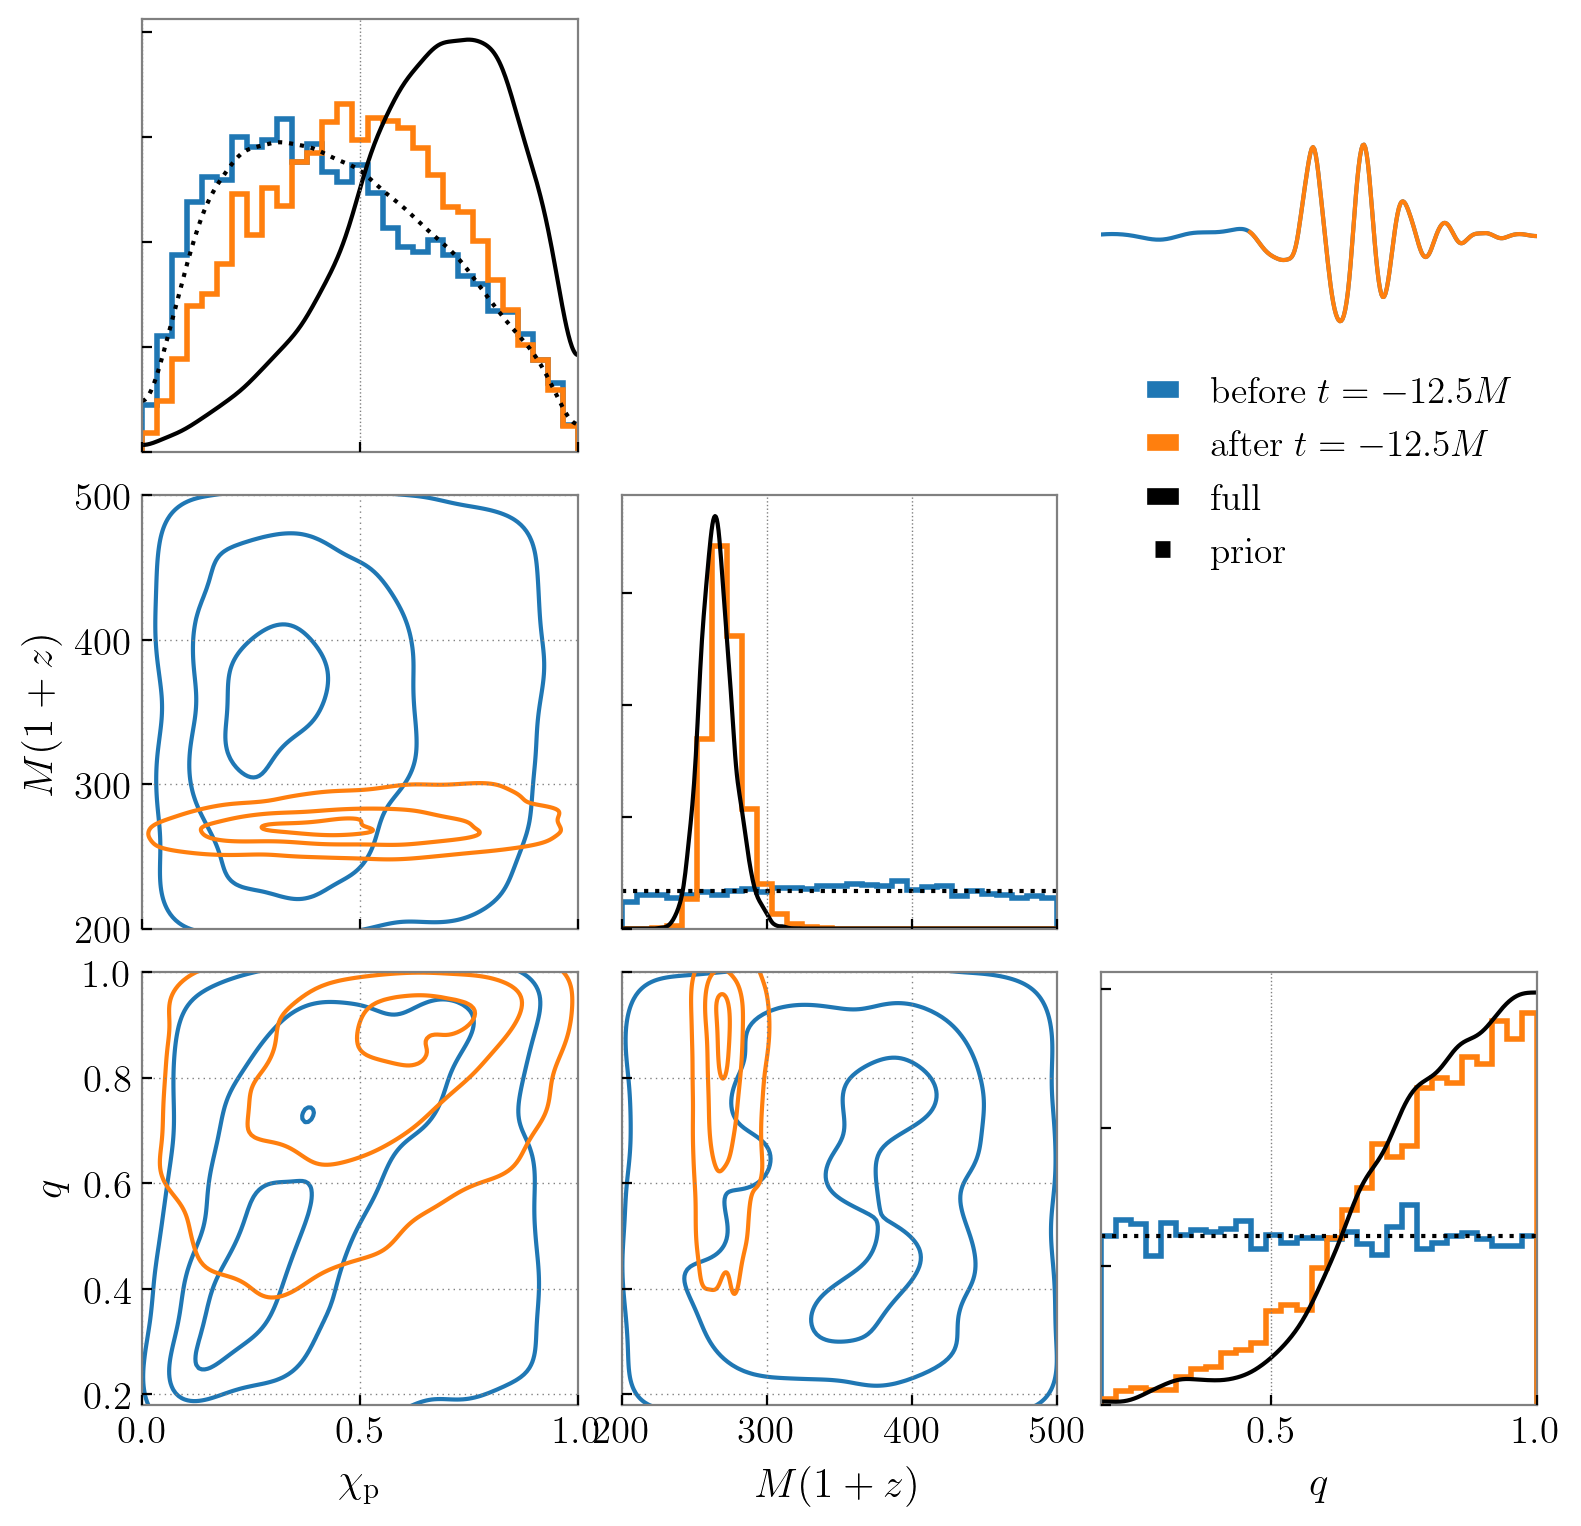 before t = −12.5M
after t = −12.5M
full
prior
500
400
300
200
M(1 + z)
1.0
0.8
0.6
0.4
0.2
q
0.0 0.5 1.0
200 300 400 500
0.5 1.0
χp
M(1 + z)
q